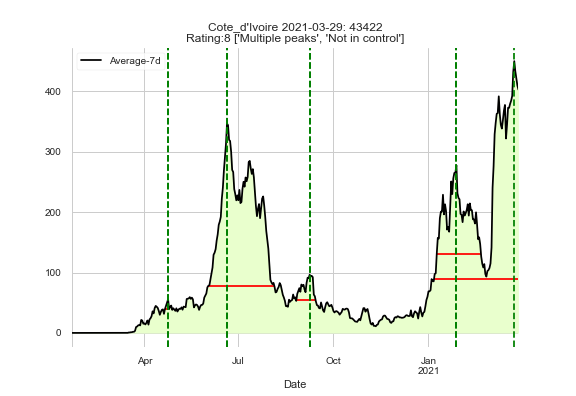 Cote_d'Ivoire 2021-03-29: 43422
Rating:8 ['Multiple peaks', 'Not in control']
Average-7d
400
300
200
100
0
Apr
Jul
Oct
Jan
2021
Date